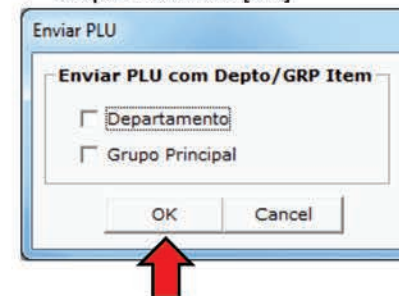 Enviar PLU
Enviar PLU com Depto/GRP Item
Departamento
Grupo Principal
OK Cancel